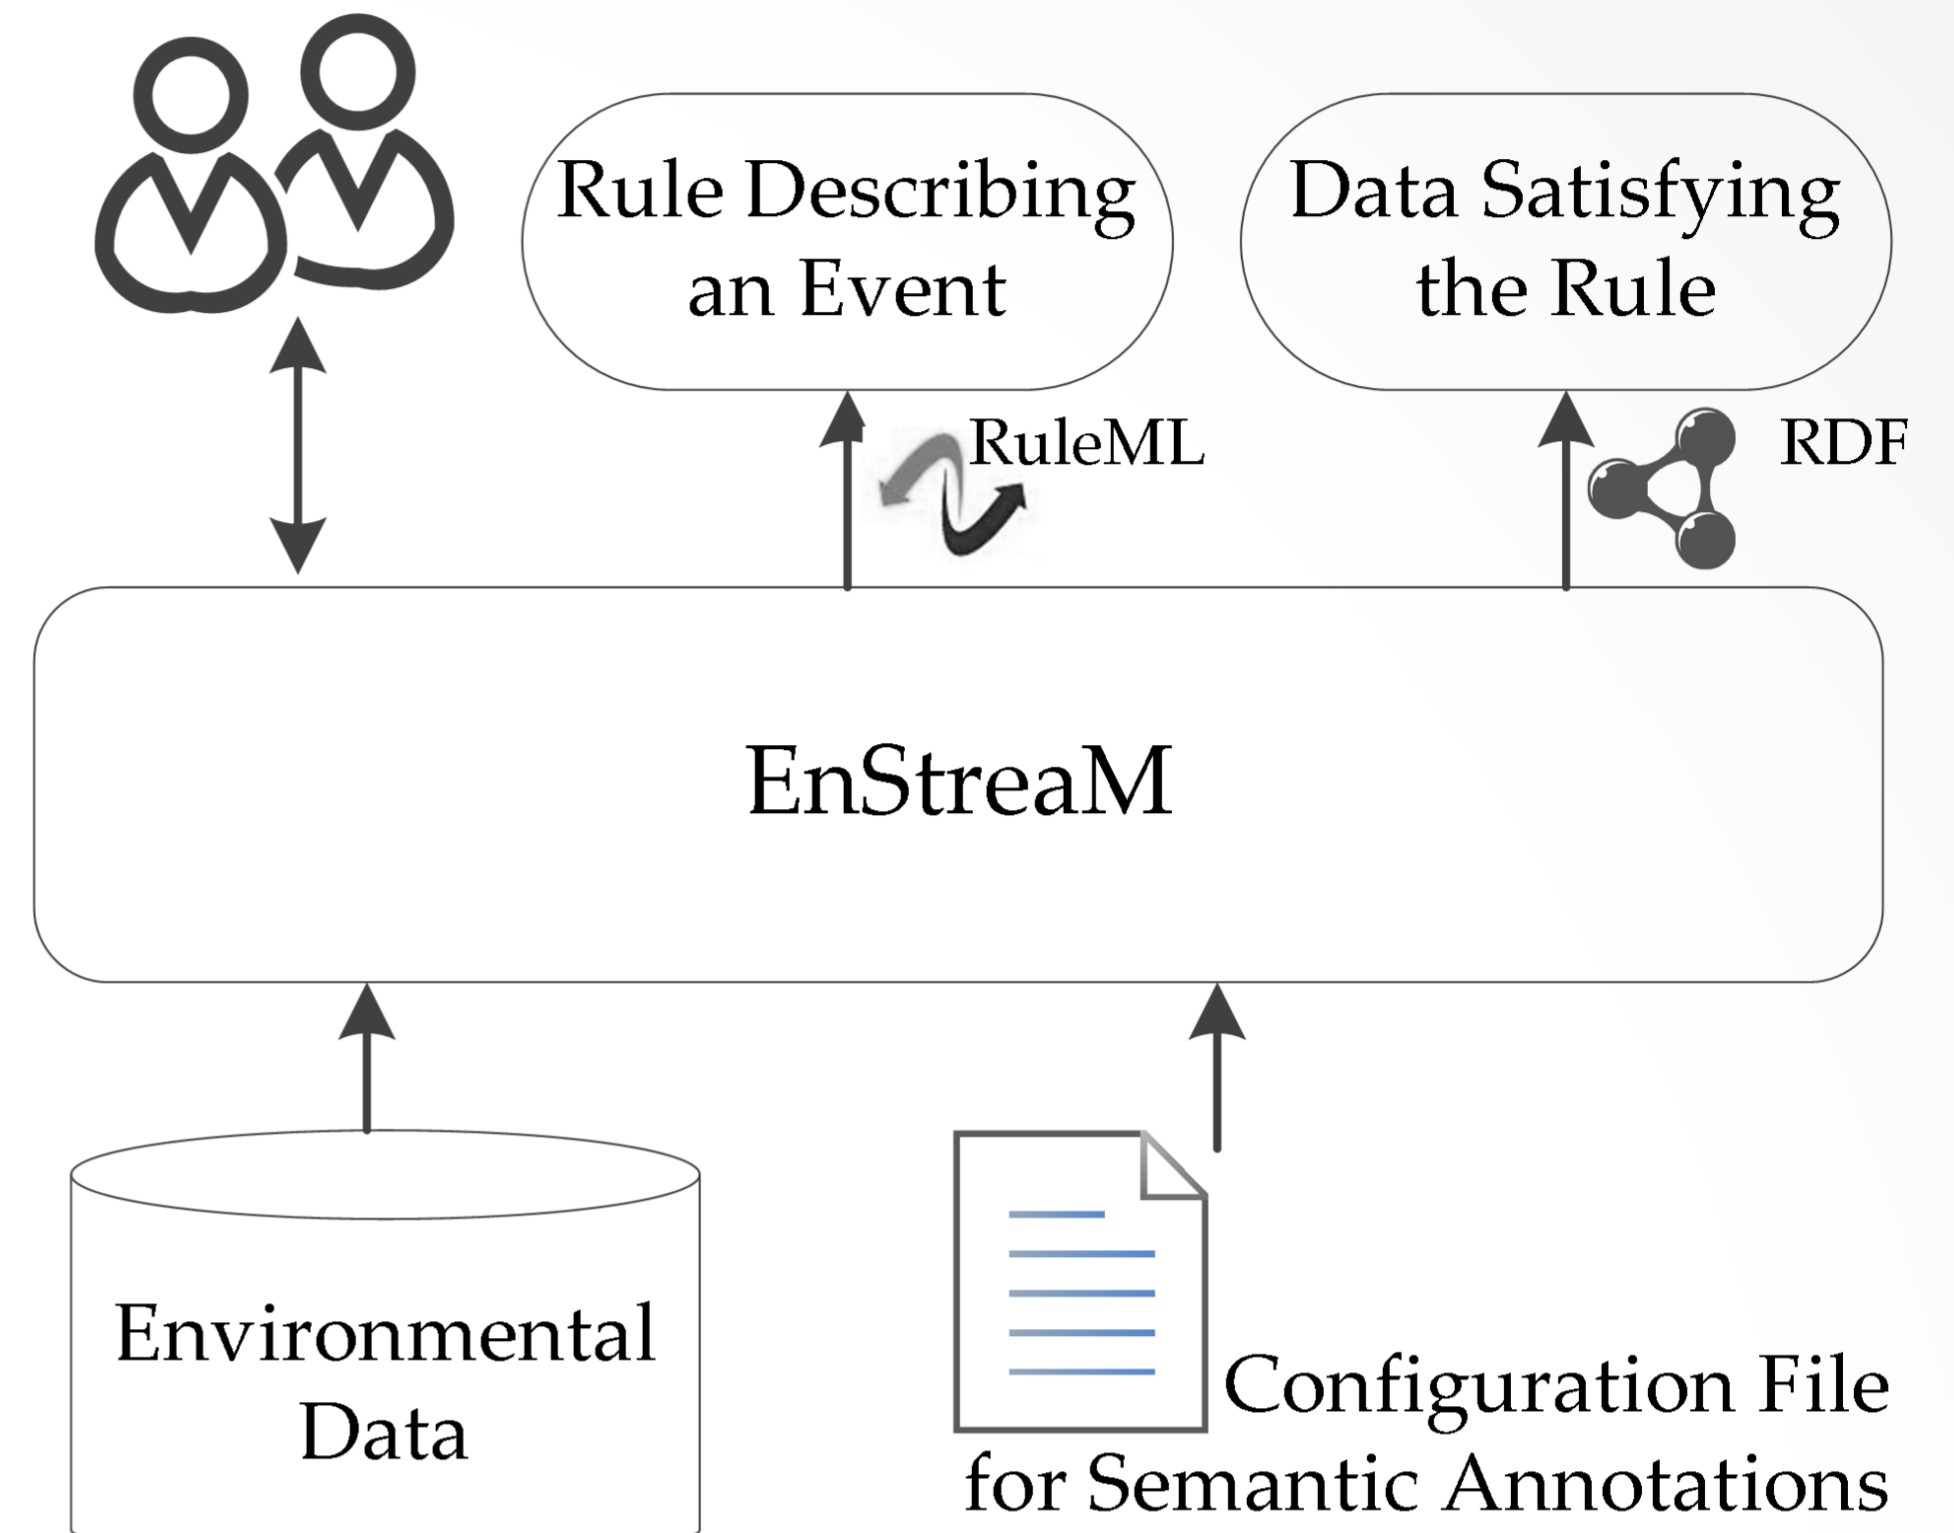 Rule Describing
an Event
Data Satisfying
the Rule
RuleML
RDF
EnStreaM
Environmental
Data
Configuration File
for Semantic Annotations